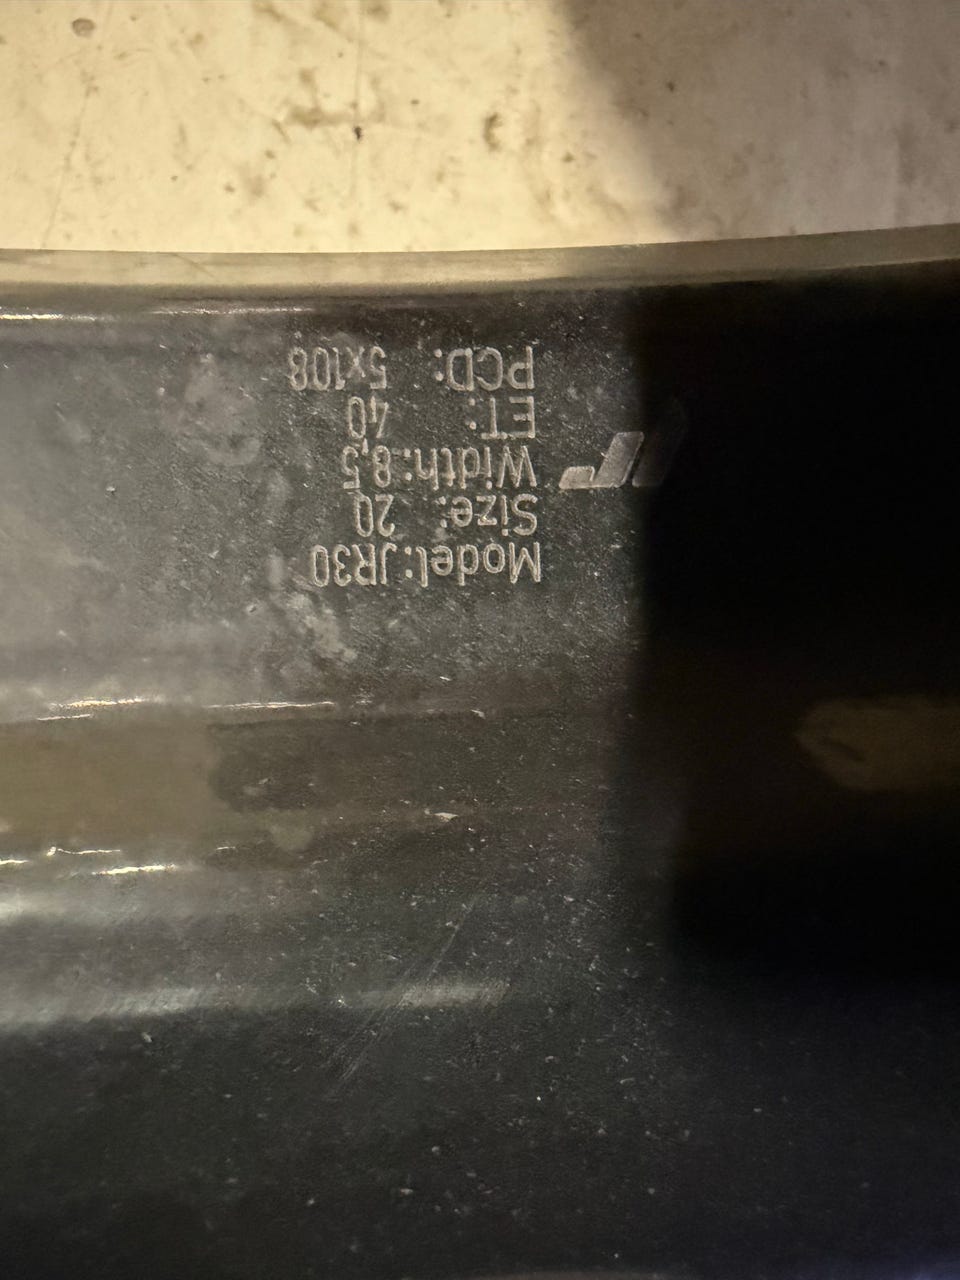 Model: JR30
Size: 20
Width: 8,5
ET: 40
PCD: 5x108